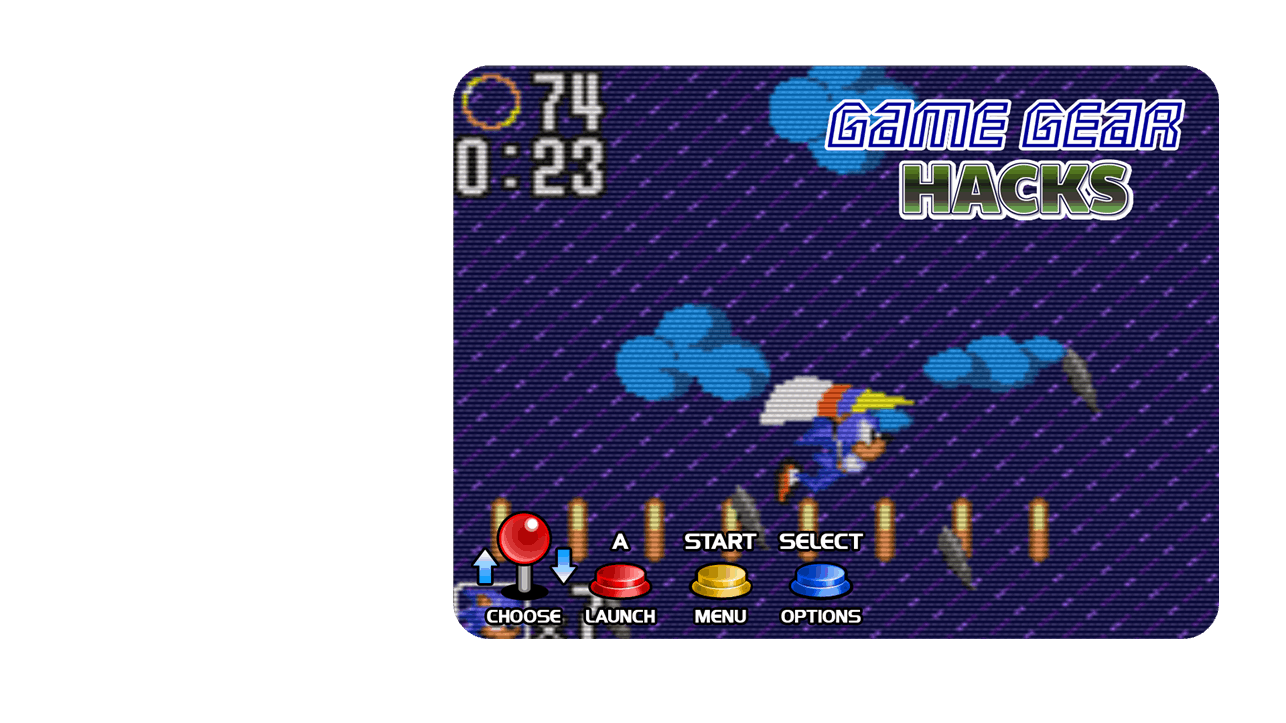 74
0:23
GAME GEAR
HACKS
A START SELECT
CHOOSE LAUNCH MENU OPTIONS